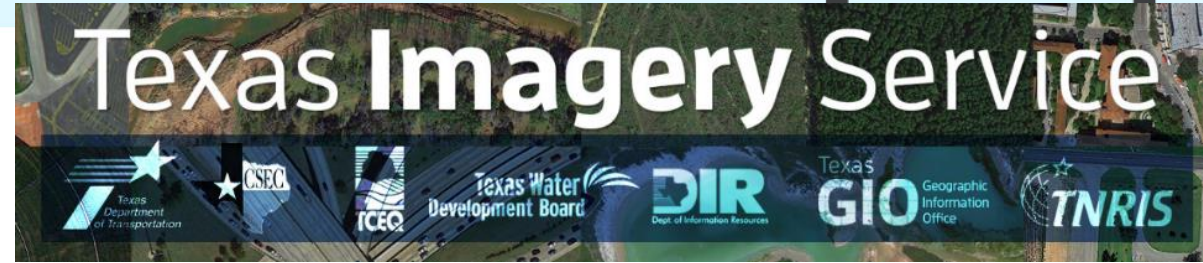 Texas Imagery Service
Texas
Department
of Transportation
CSEC
TCEQ
Texas Water
Development Board
DIR
Dept. of Information Resources
Texas
GIO
Geographic
Information
Office
TNRIS